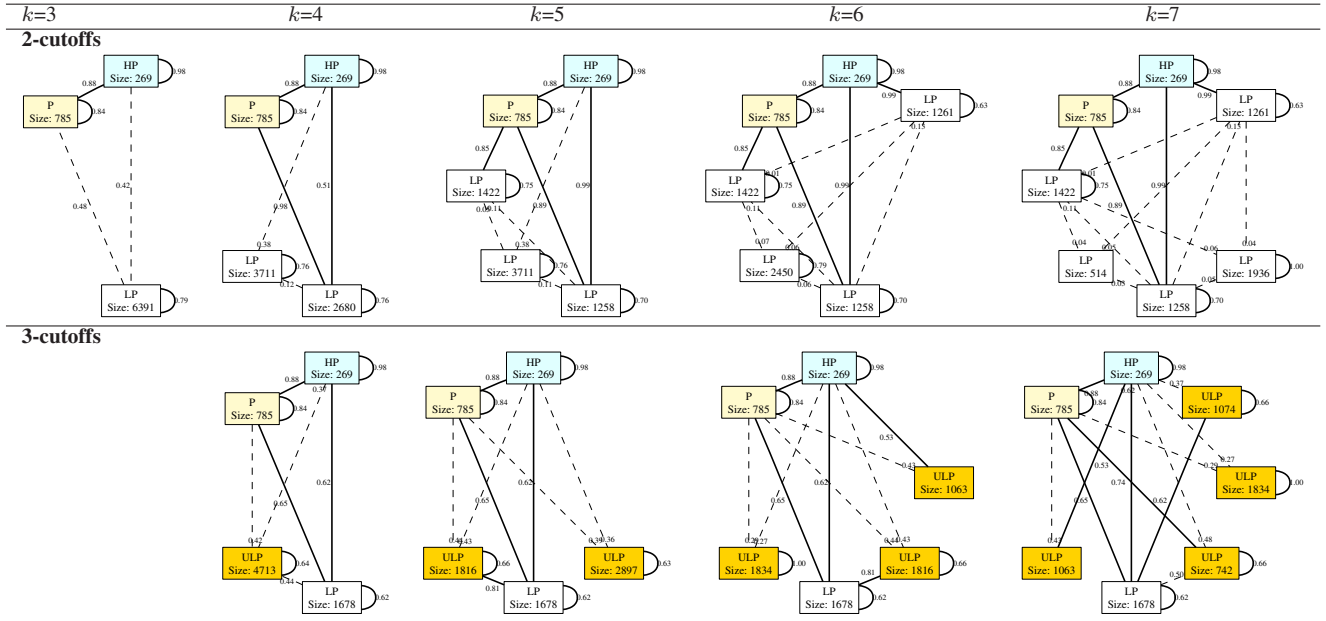 k=3 k=4 k=5 k=6 k=7
2-cutoffs
HP
Size: 269
0.98
0.88
P
Size: 785
0.84
0.42
0.48
LP
Size: 6391
0.79
HP
Size: 269
0.98
0.88
P
Size: 785
0.84
0.51
0.98
0.38
LP
Size: 3711
0.76
0.12
LP
Size: 2680
0.76
HP
Size: 269
0.98
0.88
P
Size: 785
0.84
0.85
LP
Size: 1422
0.75
0.99
0.11
0.89
0.38
LP
Size: 3711
0.76
0.11
LP
Size: 1258
0.70
HP
Size: 269
0.98
0.88
0.99
P
Size: 785
0.84
LP
Size: 1261
0.63
0.13
0.85
0.01
LP
Size: 1422
0.75
0.99
0.11
0.89
0.07
0.06
LP
Size: 2450
0.79
0.06
LP
Size: 1258
0.70
HP
Size: 269
0.98
0.88
0.99
P
Size: 785
0.84
LP
Size: 1261
0.63
0.13
0.85
0.01
LP
Size: 1422
0.75
0.99
0.11
0.89
0.04
0.06
0.04
LP
Size: 514
LP
Size: 1936
1.00
0.03
LP
Size: 1258
0.70
3-cutoffs
HP
Size: 269
0.98
0.88
P
Size: 785
0.84
0.62
0.65
0.42
ULP
Size: 4713
0.64
0.44
LP
Size: 1678
0.62
HP
Size: 269
0.98
0.88
P
Size: 785
0.84
0.62
0.65
0.43
0.36
ULP
Size: 1816
0.66
ULP
Size: 2897
0.63
0.81
LP
Size: 1678
0.62
HP
Size: 269
0.98
0.88
P
Size: 785
0.84
0.53
0.43
ULP
Size: 1063
0.62
0.65
0.27
0.44
0.43
ULP
Size: 1834
1.00
ULP
Size: 1816
0.66
0.81
LP
Size: 1678
0.62
HP
Size: 269
0.98
0.37
0.88
0.62
P
Size: 785
0.84
ULP
Size: 1074
0.66
0.53
0.27
0.29
ULP
Size: 1834
1.00
0.74
0.65
0.62
0.48
ULP
Size: 1063
ULP
Size: 742
0.66
0.50
LP
Size: 1678
0.62